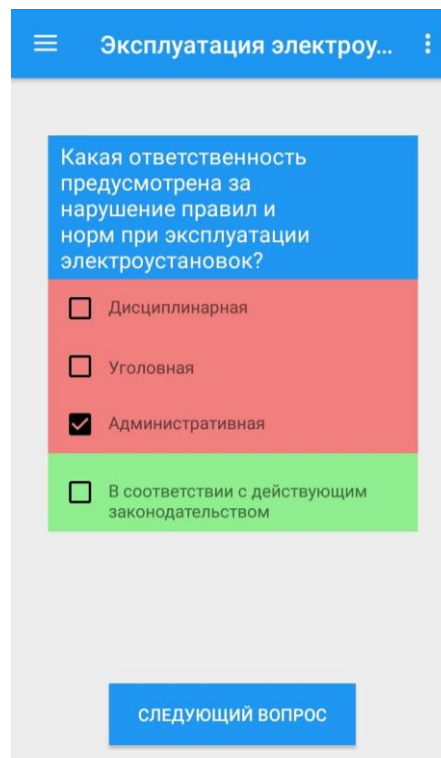 Эксплуатация электроу...
Какая ответственность
предусмотрена за
нарушение правил и
норм при эксплуатации
электроустановок?
Дисциплинарная
Уголовная
Административная
В соответствии с действующим
законодательством
СЛЕДУЮЩИЙ ВОПРОС